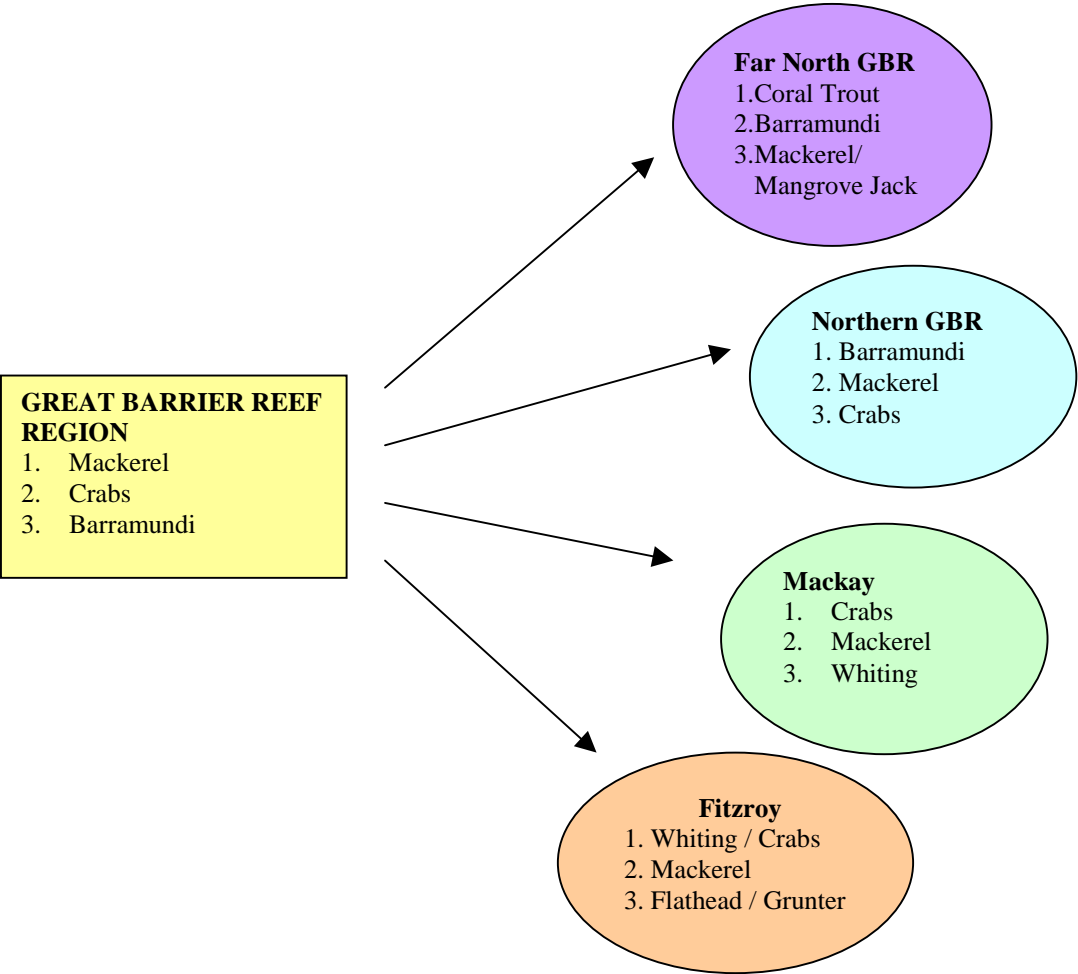 Far North GBR
1.Coral Trout
2.Barramundi
3.Mackerel/
Mangrove Jack
Northern GBR
1. Barramundi
2. Mackerel
3. Crabs
GREAT BARRIER REEF
REGION
1. Mackerel
2. Crabs
3. Barramundi
Mackay
1. Crabs
2. Mackerel
3. Whiting
Fitzroy
1. Whiting / Crabs
2. Mackerel
3. Flathead / Grunter